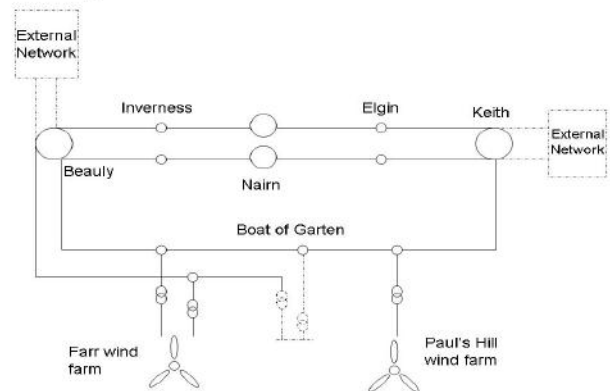 External
Network
Inverness
Elgin
Keith
External
Network
Beauly
Nairn
Boat of Garten
Farr wind
farm
Paul's Hill
wind farm